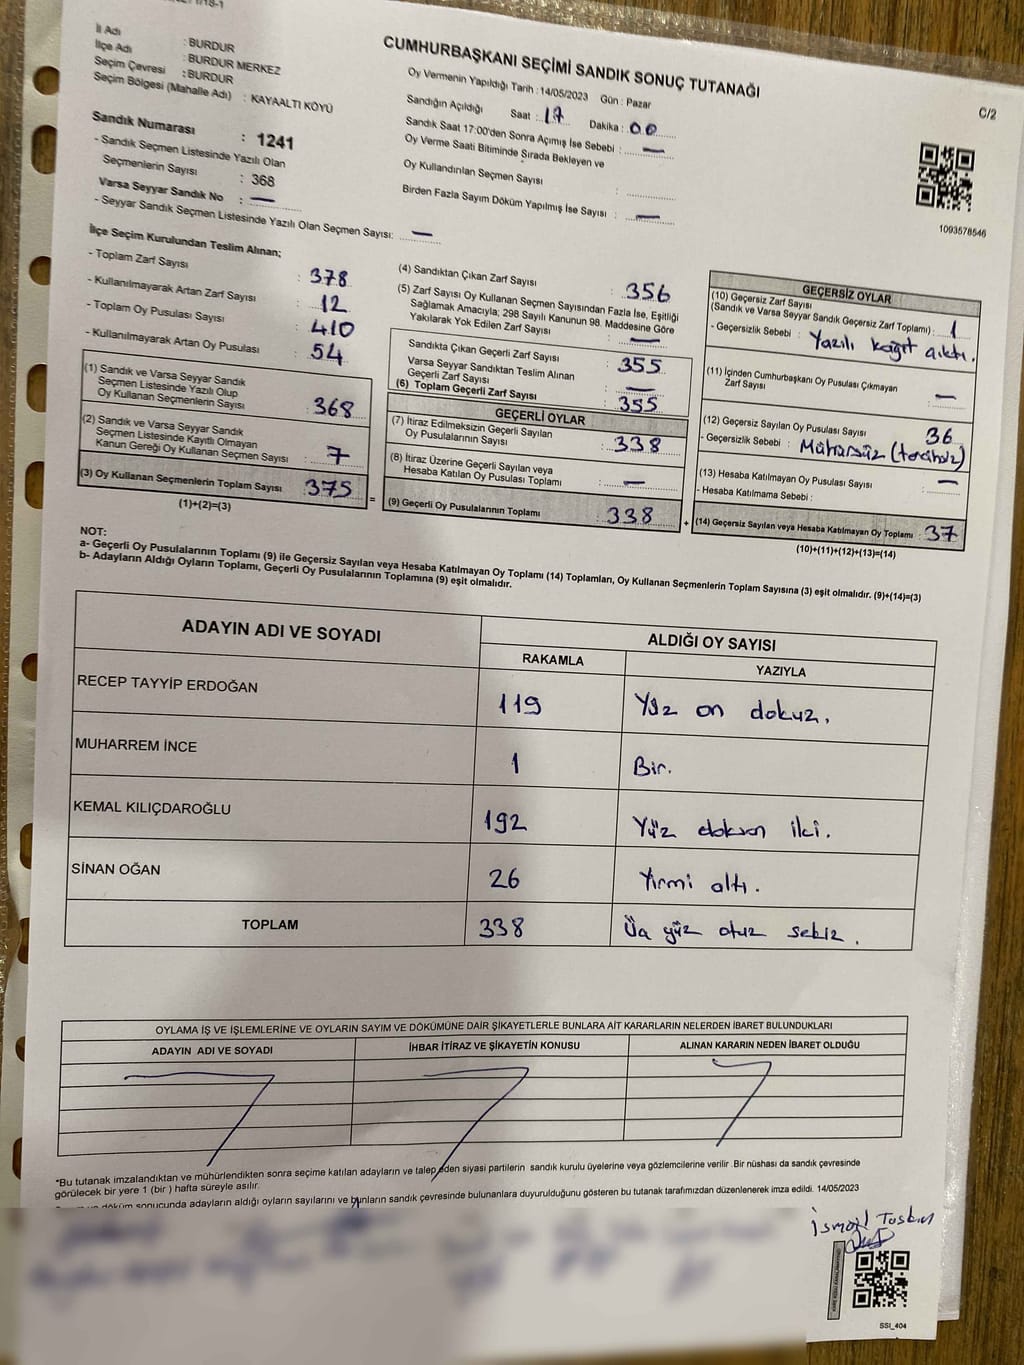 CUMHURBAŞKANI SEÇİMİ SANDIK SONUÇ TUTANAĞI
C/2
İl Adı : BURDUR
İlçe Adı : BURDUR MERKEZ
Seçim Çevresi : BURDUR
Seçim Bölgesi (Mahalle Adı) : KAYAALTI KÖYÜ
Oy Vermenin Yapıldığı Tarih : 14/05/2023 Gün : Pazar
Sandığın Açıldığı Saat : 17 Dakika : 00
Sandık Saat 17:00'den Sonra Açımış İse Sebebi : —
Oy Verme Saati Bitiminde Sırada Bekleyen ve
Oy Kullandırılan Seçmen Sayısı :
Birden Fazla Sayım Döküm Yapılmış İse Sayısı : —
1093578546
Sandık Numarası : 1241
- Sandık Seçmen Listesinde Yazılı Olan
Seçmenlerin Sayısı : 368
Varsa Seyyar Sandık No : —
- Seyyar Sandık Seçmen Listesinde Yazılı Olan Seçmen Sayısı: —
İlçe Seçim Kurulundan Teslim Alınan;
- Toplam Zarf Sayısı : 378
- Kullanılmayarak Artan Zarf Sayısı : 12
- Toplam Oy Pusulası Sayısı : 410
- Kullanılmayarak Artan Oy Pusulası : 54
(1) Sandık ve Varsa Seyyar Sandık
Seçmen Listesinde Yazılı Olup
Oy Kullanan Seçmenlerin Sayısı : 368
(2) Sandık ve Varsa Seyyar Sandık
Seçmen Listesinde Kayıtlı Olmayan
Kanun Gereği Oy Kullanan Seçmen Sayısı : 7
(3) Oy Kullanan Seçmenlerin Toplam Sayısı : 375
(1)+(2)=(3)
=
(4) Sandıktan Çıkan Zarf Sayısı : 356
(5) Zarf Sayısı Oy Kullanan Seçmen Sayısından Fazla İse, Eşitliği
Sağlamak Amacıyla; 298 Sayılı Kanunun 98. Maddesine Göre
Yakılarak Yok Edilen Zarf Sayısı : —
Sandıkta Çıkan Geçerli Zarf Sayısı : 355
Varsa Seyyar Sandıktan Teslim Alınan
Geçerli Zarf Sayısı : —
(6) Toplam Geçerli Zarf Sayısı : 355
GEÇERLİ OYLAR
(7) İtiraz Edilmeksizin Geçerli Sayılan
Oy Pusulalarının Sayısı : 338
(8) İtiraz Üzerine Geçerli Sayılan veya
Hesaba Katılan Oy Pusulası Toplamı : —
(9) Geçerli Oy Pusulalarının Toplamı : 338
+
GEÇERSİZ OYLAR
(10) Geçersiz Zarf Sayısı
(Sandık ve Varsa Seyyar Sandık Geçersiz Zarf Toplamı) : 1
- Geçersizlik Sebebi : Yazılı kağıt çıktı.
(11) İçinden Cumhurbaşkanı Oy Pusulası Çıkmayan
Zarf Sayısı : —
(12) Geçersiz Sayılan Oy Pusulası Sayısı : 36
- Geçersizlik Sebebi : Mühürsüz
(13) Hesaba Katılmayan Oy Pusulası Sayısı : —
- Hesaba Katılmama Sebebi :
(14) Geçersiz Sayılan veya Hesaba Katılmayan Oy Toplamı : 37
(10)+(11)+(12)+(13)=(14)
NOT:
a- Geçerli Oy Pusulalarının Toplamı (9) ile Geçersiz Sayılan veya Hesaba Katılmayan Oy Toplamı (14) Toplamları, Oy Kullanan Seçmenlerin Toplam Sayısına (3) eşit olmalıdır. (9)+(14)=(3)
b- Adayların Aldığı Oyların Toplamı, Geçerli Oy Pusulalarının Toplamına (9) eşit olmalıdır.
ADAYIN ADI VE SOYADI ALDIĞI OY SAYISI
RAKAMLA YAZIYLA
RECEP TAYYİP ERDOĞAN 119 Yüz on dokuz.
MUHARREM İNCE 1 Bir.
KEMAL KILIÇDAROĞLU 192 Yüz doksan iki.
SİNAN OĞAN 26 Yirmi altı.
TOPLAM 338 Üç yüz otuz sekiz.
OYLAMA İŞ VE İŞLEMLERİNE VE OYLARIN SAYIM VE DÖKÜMÜNE DAİR ŞİKAYETLERLE BUNLARA AİT KARARLARIN NELERDEN İBARET BULUNDUKLARI
ADAYIN ADI VE SOYADI İHBAR İTİRAZ VE ŞİKAYETİN KONUSU ALINAN KARARIN NEDEN İBARET OLDUĞU
*Bu tutanak imzalandıktan ve mühürlendikten sonra seçime katılan adayların ve talep eden siyasi partilerin sandık kurulu üyelerine veya gözlemcilerine verilir. Bir nüshası da sandık çevresinde
görülecek bir yere 1 (bir) hafta süreyle asılır.
döküm sonucunda adayların aldığı oyların sayılarını ve bunların sandık çevresinde bulunanlara duyurulduğunu gösteren bu tutanak tarafımızdan düzenlenerek imza edildi. 14/05/2023
İsmail
SSI_404